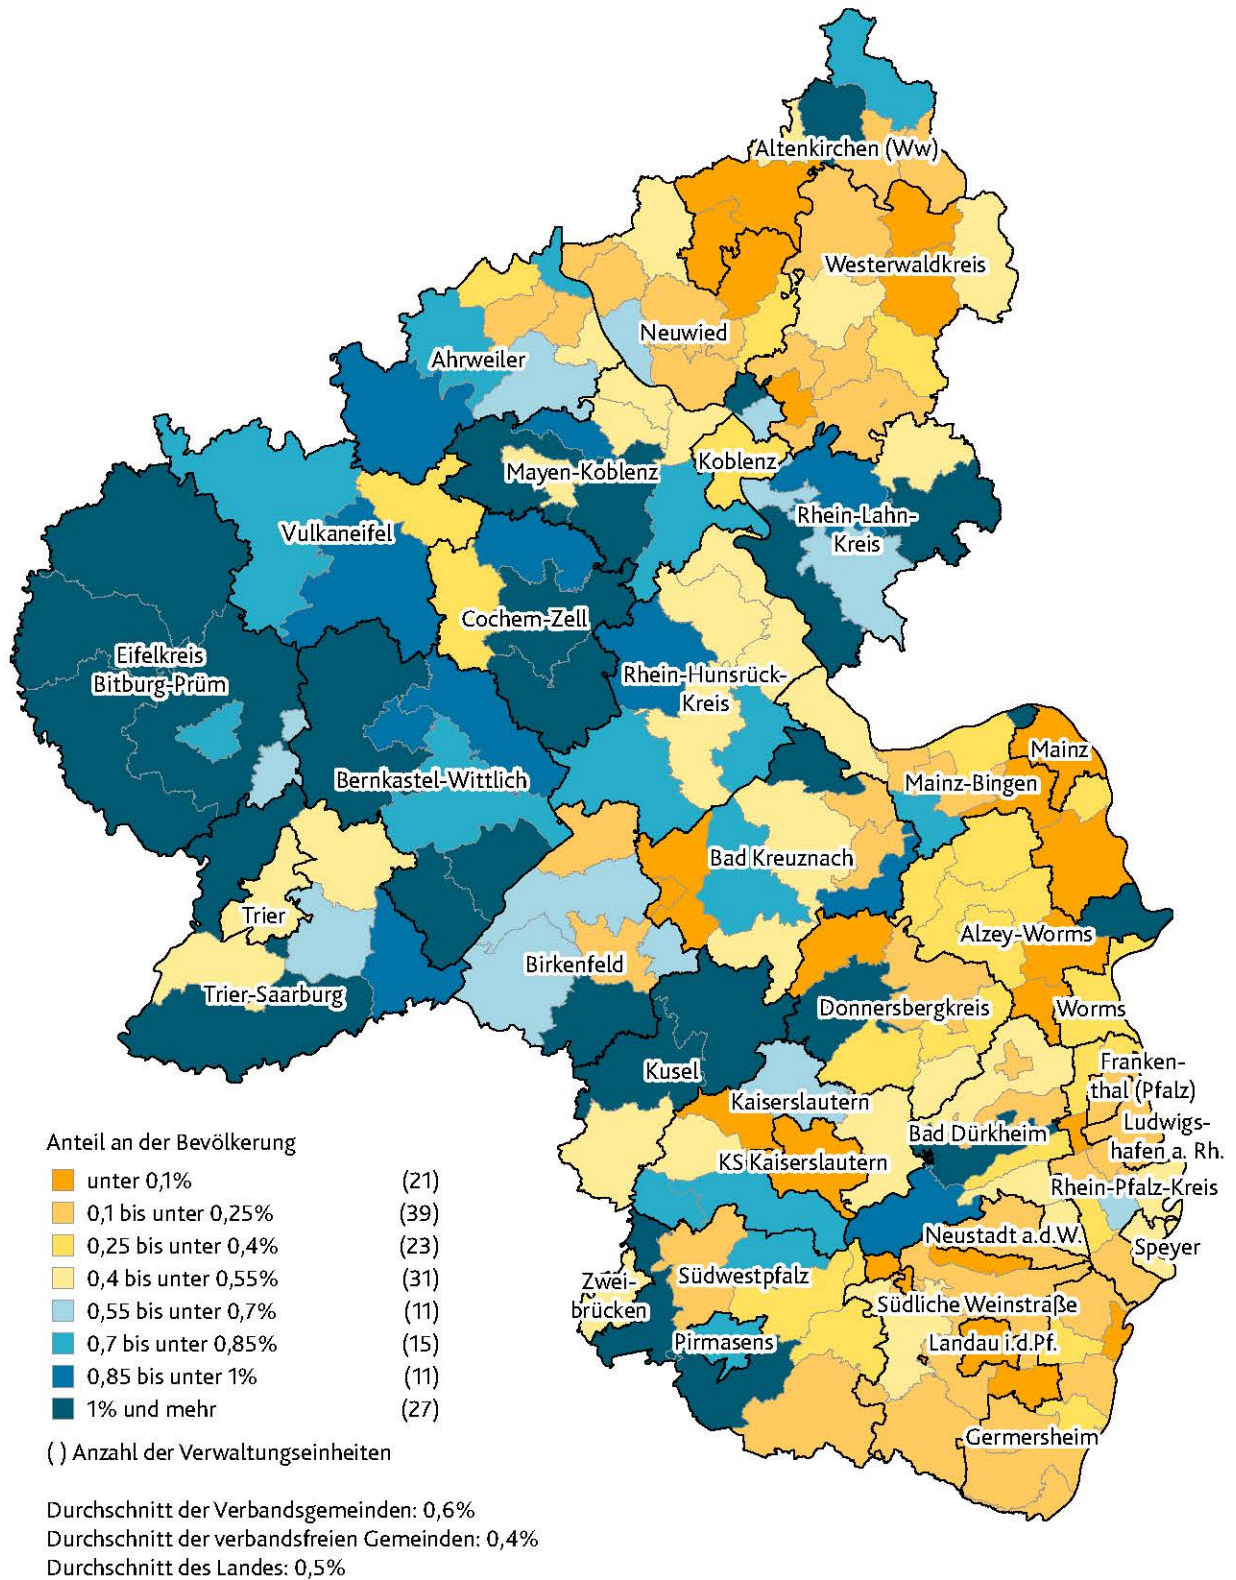 Altenkirchen (Ww)
Westerwaldkreis
Neuwied
Ahrweiler
Mayen-Koblenz
Koblenz
Rhein-Lahn-
Kreis
Vulkaneifel
Cochem-Zell
Eifelkreis
Bitburg-Prüm
Rhein-Hunsrück-
Kreis
Mainz
Mainz-Bingen
Bernkastel-Wittlich
Bad Kreuznach
Trier
Alzey-Worms
Birkenfeld
Trier-Saarburg
Donnersbergkreis
Worms
Kusel
Franken-
thal (Pfalz)
Kaiserslautern
Ludwigs-
hafen a. Rh.
Bad Dürkheim
KS Kaiserslautern
Rhein-Pfalz-Kreis
Neustadt a.d.W.
Speyer
Zwei-
brücken
Südwestpfalz
Südliche Weinstraße
Pirmasens
Landau i.d.Pf.
Germersheim
Anteil an der Bevölkerung
unter 0,1% (21)
0,1 bis unter 0,25% (39)
0,25 bis unter 0,4% (23)
0,4 bis unter 0,55% (31)
0,55 bis unter 0,7% (11)
0,7 bis unter 0,85% (15)
0,85 bis unter 1% (11)
1% und mehr (27)
( ) Anzahl der Verwaltungseinheiten
Durchschnitt der Verbandsgemeinden: 0,6%
Durchschnitt der verbandsfreien Gemeinden: 0,4%
Durchschnitt des Landes: 0,5%